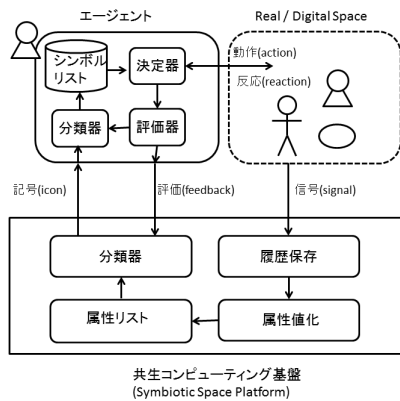 エージェント
Real / Digital Space
シンボル
リスト
決定器
動作(action)
反応(reaction)
分類器
評価器
記号(icon)
評価(feedback)
信号(signal)
分類器
履歴保存
属性リスト
属性値化
共生コンピューティング基盤
(Symbiotic Space Platform)